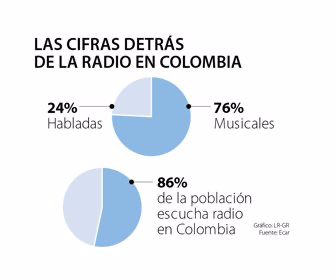 LAS CIFRAS DETRÁS
DE LA RADIO EN COLOMBIA
24%
Habladas
76%
Musicales
86%
de la población
escucha radio
en Colombia
Gráfico: LR-GR
Fuente: Ecar